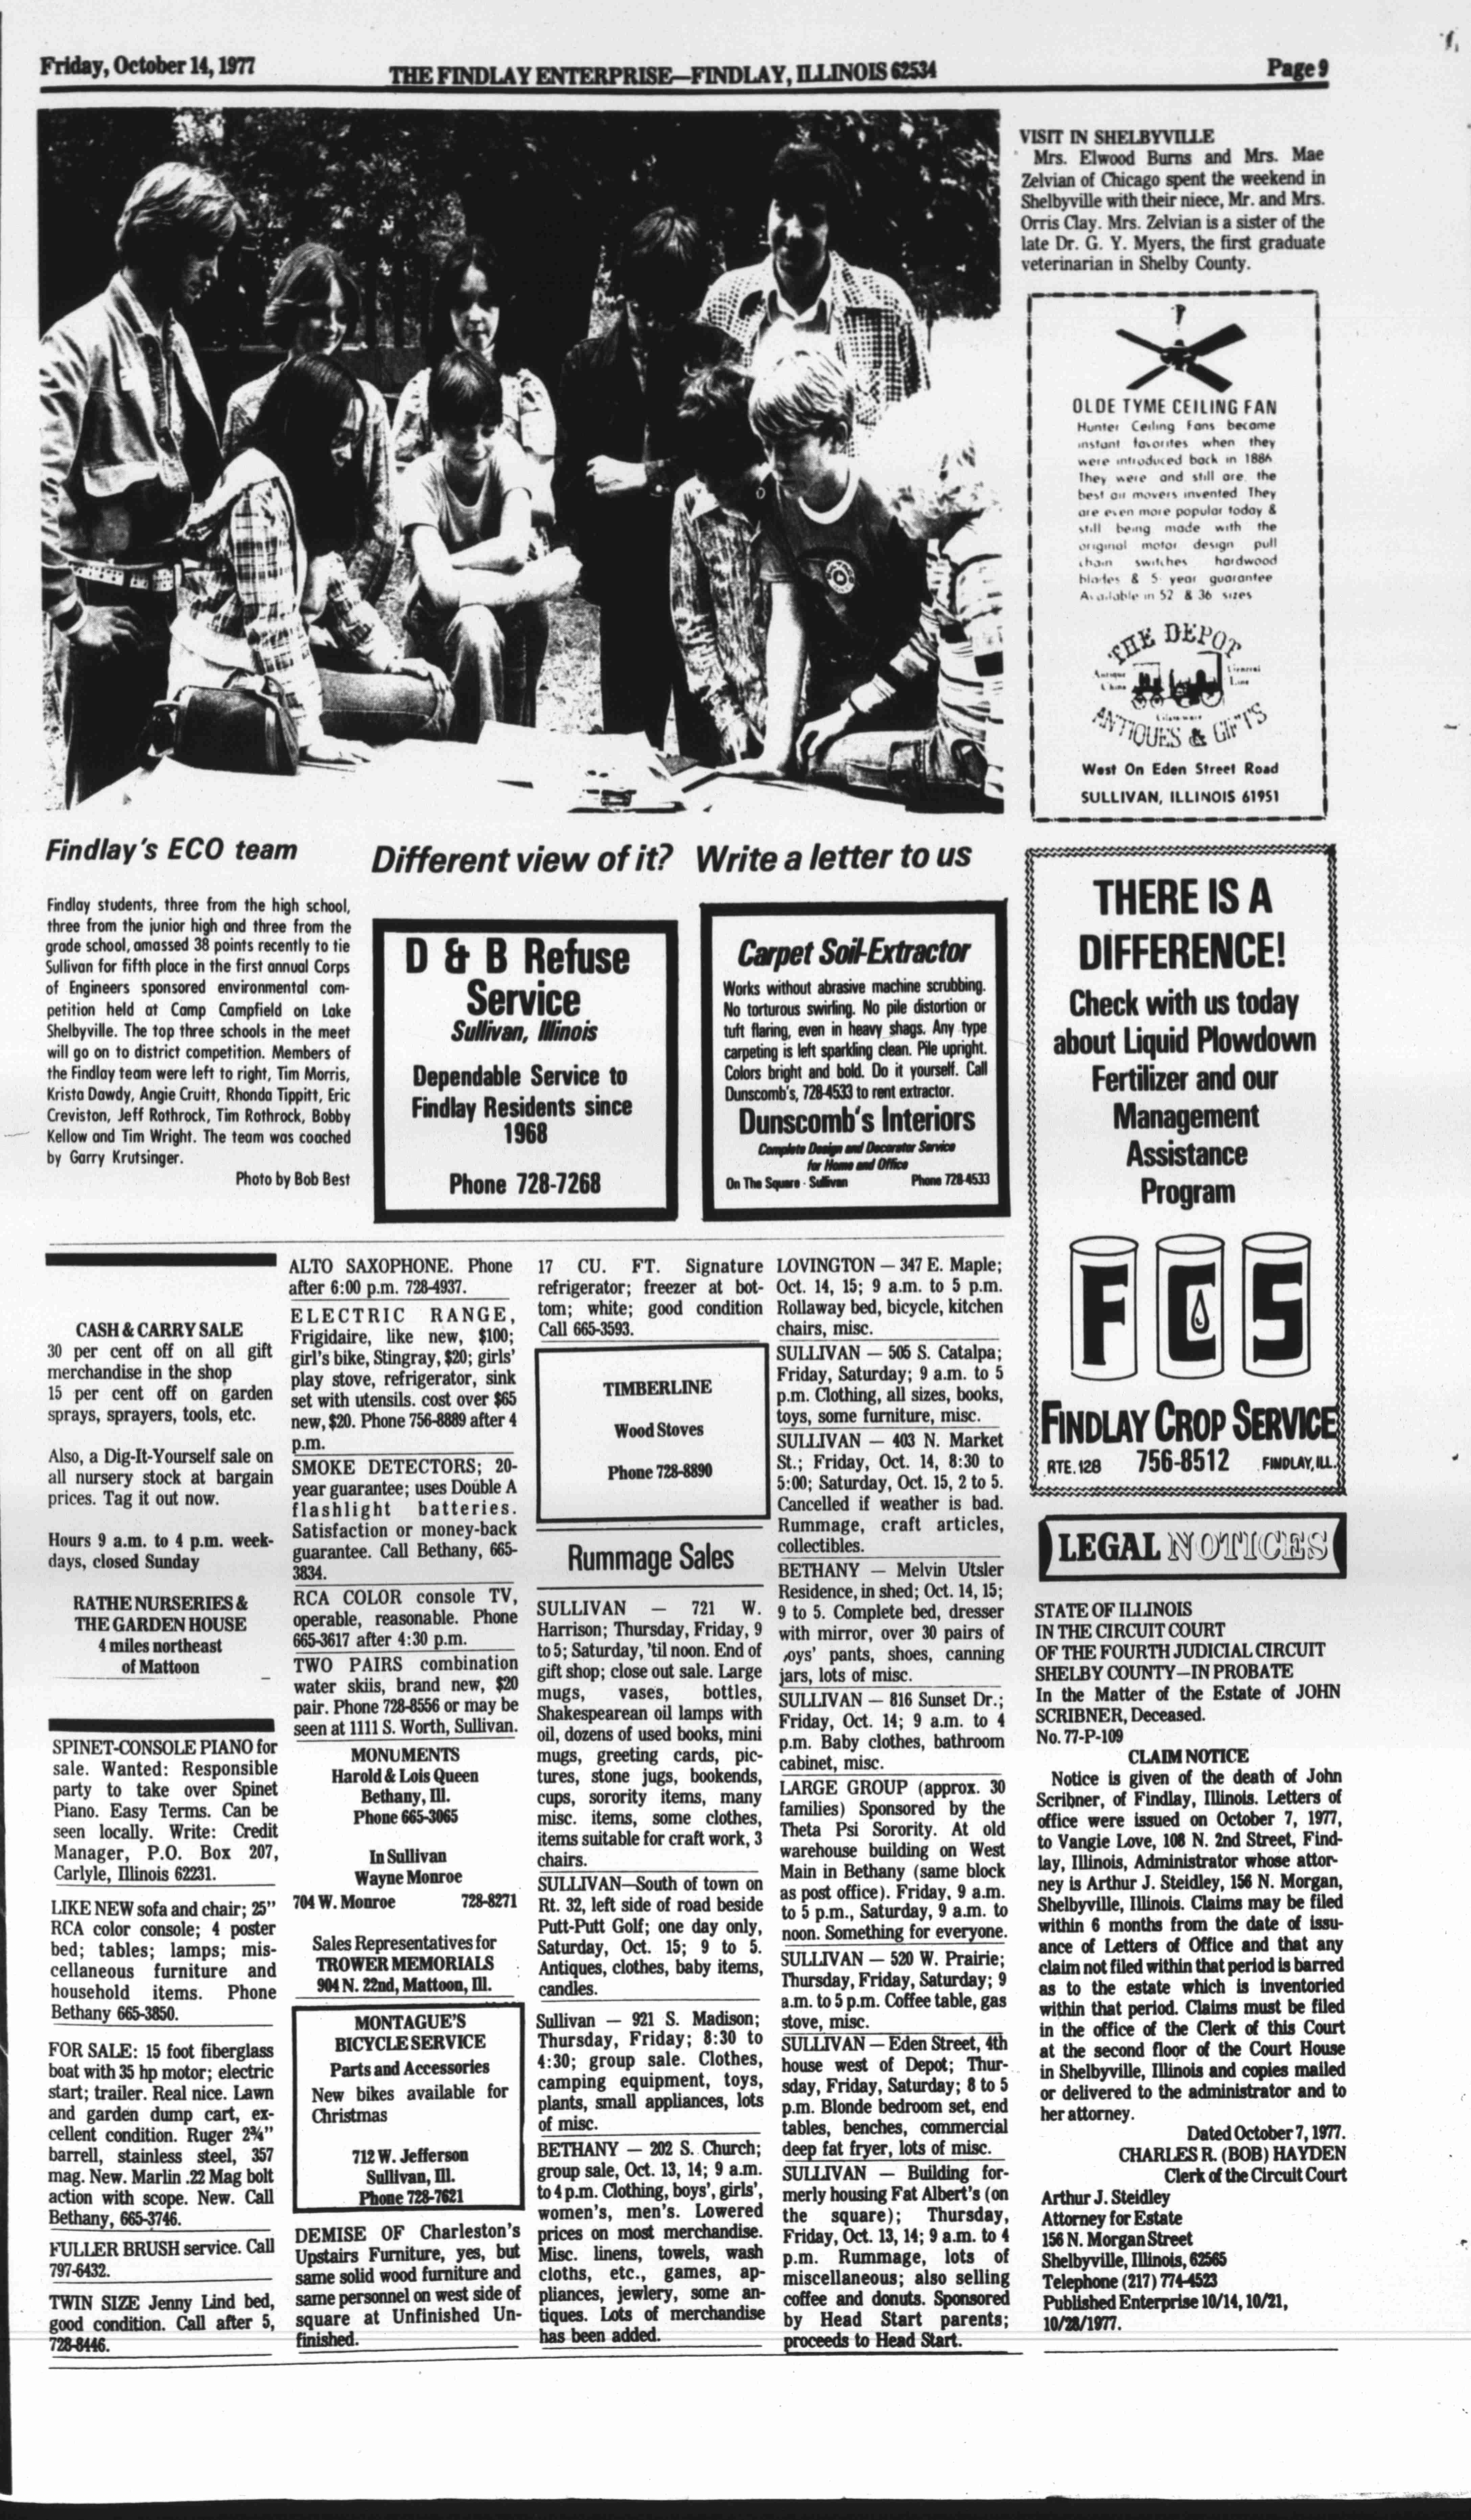 Friday, October 14, 1977
THE FINDLAY ENTERPRISE—FINDLAY, ILLINOIS 62534
Page 9
VISIT IN SHELBYVILLE
Mrs. Elwood Burns and Mrs. Mae
Zelvian of Chicago spent the weekend in
Shelbyville with their niece, Mr. and Mrs.
Orris Clay. Mrs. Zelvian is a sister of the
late Dr. G. Y. Myers, the first graduate
veterinarian in Shelby County.
OLDE TYME CEILING FAN
Hunter Ceiling Fans became
instant favorites when they
were introduced back in 1886
They were and still are the
best air movers invented They
are even more popular today &
still being made with the
original motor design pull
chain switches hardwood
blades & 5 year guarantee
Available in 52 & 36 sizes
THE DEPOT
Antique
China
General
Line
Glassware
ANTIQUES & GIFTS
West On Eden Street Road
SULLIVAN, ILLINOIS 61951
Findlay's ECO team
Findlay students, three from the high school,
three from the junior high and three from the
grade school, amassed 38 points recently to tie
Sullivan for fifth place in the first annual Corps
of Engineers sponsored environmental com-
petition held at Camp Campfield on Lake
Shelbyville. The top three schools in the meet
will go on to district competition. Members of
the Findlay team were left to right, Tim Morris,
Krista Dawdy, Angie Cruitt, Rhonda Tippitt, Eric
Creviston, Jeff Rothrock, Tim Rothrock, Bobby
Kellow and Tim Wright. The team was coached
by Garry Krutsinger.
Photo by Bob Best
Different view of it? Write a letter to us
D & B Refuse
Service
Sullivan, Illinois
Dependable Service to
Findlay Residents since
1968
Phone 728-7268
Carpet Soil-Extractor
Works without abrasive machine scrubbing.
No torturous swirling. No pile distortion or
tuft flaring, even in heavy shags. Any type
carpeting is left sparkling clean. Pile upright.
Colors bright and bold. Do it yourself. Call
Dunscomb's, 728-4533 to rent extractor.
Dunscomb's Interiors
Complete Design and Decorator Service
for Home and Office
On The Square - Sullivan Phone 728-4533
THERE IS A
DIFFERENCE!
Check with us today
about Liquid Plowdown
Fertilizer and our
Management
Assistance
Program
FCS
FINDLAY CROP SERVICE
RTE. 128 756-8512 FINDLAY, ILL.
CASH & CARRY SALE
30 per cent off on all gift
merchandise in the shop
15 per cent off on garden
sprays, sprayers, tools, etc.
Also, a Dig-It-Yourself sale on
all nursery stock at bargain
prices. Tag it out now.
Hours 9 a.m. to 4 p.m. week-
days, closed Sunday
RATHE NURSERIES &
THE GARDEN HOUSE
4 miles northeast
of Mattoon
SPINET-CONSOLE PIANO for
sale. Wanted: Responsible
party to take over Spinet
Piano. Easy Terms. Can be
seen locally. Write: Credit
Manager, P.O. Box 207,
Carlyle, Illinois 62231.
LIKE NEW sofa and chair; 25"
RCA color console; 4 poster
bed; tables; lamps; mis-
cellaneous furniture and
household items. Phone
Bethany 665-3850.
FOR SALE: 15 foot fiberglass
boat with 35 hp motor; electric
start; trailer. Real nice. Lawn
and garden dump cart, ex-
cellent condition. Ruger 2¾"
barrell, stainless steel, 357
mag. New. Marlin .22 Mag bolt
action with scope. New. Call
Bethany, 665-3746.
FULLER BRUSH service. Call
797-6432.
TWIN SIZE Jenny Lind bed,
good condition. Call after 5,
728-8446.
ALTO SAXOPHONE. Phone
after 6:00 p.m. 728-4937.
ELECTRIC RANGE,
Frigidaire, like new, $100;
girl's bike, Stingray, $20; girls'
play stove, refrigerator, sink
set with utensils. cost over $65
new, $20. Phone 756-8889 after 4
p.m.
SMOKE DETECTORS; 20-
year guarantee; uses Double A
flashlight batteries.
Satisfaction or money-back
guarantee. Call Bethany, 665-
3834.
RCA COLOR console TV,
operable, reasonable. Phone
665-3617 after 4:30 p.m.
TWO PAIRS combination
water skiis, brand new, $20
pair. Phone 728-8556 or may be
seen at 1111 S. Worth, Sullivan.
MONUMENTS
Harold & Lois Queen
Bethany, Ill.
Phone 665-3065
In Sullivan
Wayne Monroe
704 W. Monroe 728-8271
Sales Representatives for
TROWER MEMORIALS
904 N. 22nd, Mattoon, Ill.
MONTAGUE'S
BICYCLE SERVICE
Parts and Accessories
New bikes available for
Christmas
712 W. Jefferson
Sullivan, Ill.
Phone 728-7621
DEMISE OF Charleston's
Upstairs Furniture, yes, but
same solid wood furniture and
same personnel on west side of
square at Unfinished Un-
finished.
17 CU. FT. Signature
refrigerator; freezer at bot-
tom; white; good condition
Call 665-3593.
TIMBERLINE
Wood Stoves
Phone 728-8890
Rummage Sales
SULLIVAN — 721 W.
Harrison; Thursday, Friday, 9
to 5; Saturday, 'til noon. End of
gift shop; close out sale. Large
mugs, vases, bottles,
Shakespearean oil lamps with
oil, dozens of used books, mini
mugs, greeting cards, pic-
tures, stone jugs, bookends,
cups, sorority items, many
misc. items, some clothes,
items suitable for craft work, 3
chairs.
SULLIVAN—South of town on
Rt. 32, left side of road beside
Putt-Putt Golf; one day only,
Saturday, Oct. 15; 9 to 5.
Antiques, clothes, baby items,
candles.
Sullivan — 921 S. Madison;
Thursday, Friday; 8:30 to
4:30; group sale. Clothes,
camping equipment, toys,
plants, small appliances, lots
of misc.
BETHANY — 202 S. Church;
group sale, Oct. 13, 14; 9 a.m.
to 4 p.m. Clothing, boys', girls',
women's, men's. Lowered
prices on most merchandise.
Misc. linens, towels, wash
cloths, etc., games, ap-
pliances, jewlery, some an-
tiques. Lots of merchandise
has been added.
LOVINGTON — 347 E. Maple;
Oct. 14, 15; 9 a.m. to 5 p.m.
Rollaway bed, bicycle, kitchen
chairs, misc.
SULLIVAN — 505 S. Catalpa;
Friday, Saturday; 9 a.m. to 5
p.m. Clothing, all sizes, books,
toys, some furniture, misc.
SULLIVAN — 403 N. Market
St.; Friday, Oct. 14, 8:30 to
5:00; Saturday, Oct. 15, 2 to 5.
Cancelled if weather is bad.
Rummage, craft articles,
collectibles.
BETHANY — Melvin Utsler
Residence, in shed; Oct. 14, 15;
9 to 5. Complete bed, dresser
with mirror, over 30 pairs of
oys' pants, shoes, canning
jars, lots of misc.
SULLIVAN — 816 Sunset Dr.;
Friday, Oct. 14; 9 a.m. to 4
p.m. Baby clothes, bathroom
cabinet, misc.
LARGE GROUP (approx. 30
families) Sponsored by the
Theta Psi Sorority. At old
warehouse building on West
Main in Bethany (same block
as post office). Friday, 9 a.m.
to 5 p.m., Saturday, 9 a.m. to
noon. Something for everyone.
SULLIVAN — 520 W. Prairie;
Thursday, Friday, Saturday; 9
a.m. to 5 p.m. Coffee table, gas
stove, misc.
SULLIVAN — Eden Street, 4th
house west of Depot; Thur-
sday, Friday, Saturday; 8 to 5
p.m. Blonde bedroom set, end
tables, benches, commercial
deep fat fryer, lots of misc.
SULLIVAN — Building for-
merly housing Fat Albert's (on
the square); Thursday,
Friday, Oct. 13, 14; 9 a.m. to 4
p.m. Rummage, lots of
miscellaneous; also selling
coffee and donuts. Sponsored
by Head Start parents;
proceeds to Head Start.
LEGAL NOTICES
STATE OF ILLINOIS
IN THE CIRCUIT COURT
OF THE FOURTH JUDICIAL CIRCUIT
SHELBY COUNTY—IN PROBATE
In the Matter of the Estate of JOHN
SCRIBNER, Deceased.
No. 77-P-109
CLAIM NOTICE
Notice is given of the death of John
Scribner, of Findlay, Illinois. Letters of
office were issued on October 7, 1977,
to Vangie Love, 108 N. 2nd Street, Find-
lay, Illinois, Administrator whose attor-
ney is Arthur J. Steidley, 156 N. Morgan,
Shelbyville, Illinois. Claims may be filed
within 6 months from the date of issu-
ance of Letters of Office and that any
claim not filed within that period is barred
as to the estate which is inventoried
within that period. Claims must be filed
in the office of the Clerk of this Court
at the second floor of the Court House
in Shelbyville, Illinois and copies mailed
or delivered to the administrator and to
her attorney.
Dated October 7, 1977.
CHARLES R. (BOB) HAYDEN
Clerk of the Circuit Court
Arthur J. Steidley
Attorney for Estate
156 N. Morgan Street
Shelbyville, Illinois, 62565
Telephone (217) 774-4523
Published Enterprise 10/14, 10/21,
10/28/1977.